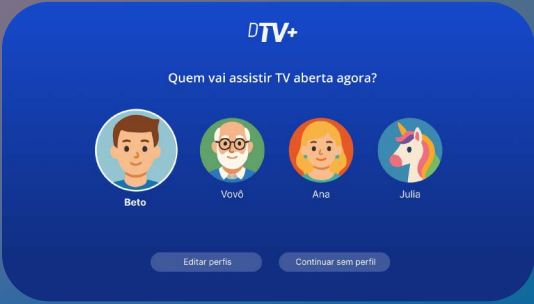 DTV+
Quem vai assistir TV aberta agora?
Beto
Vovô
Ana
Julia
Editar perfis
Continuar sem perfil